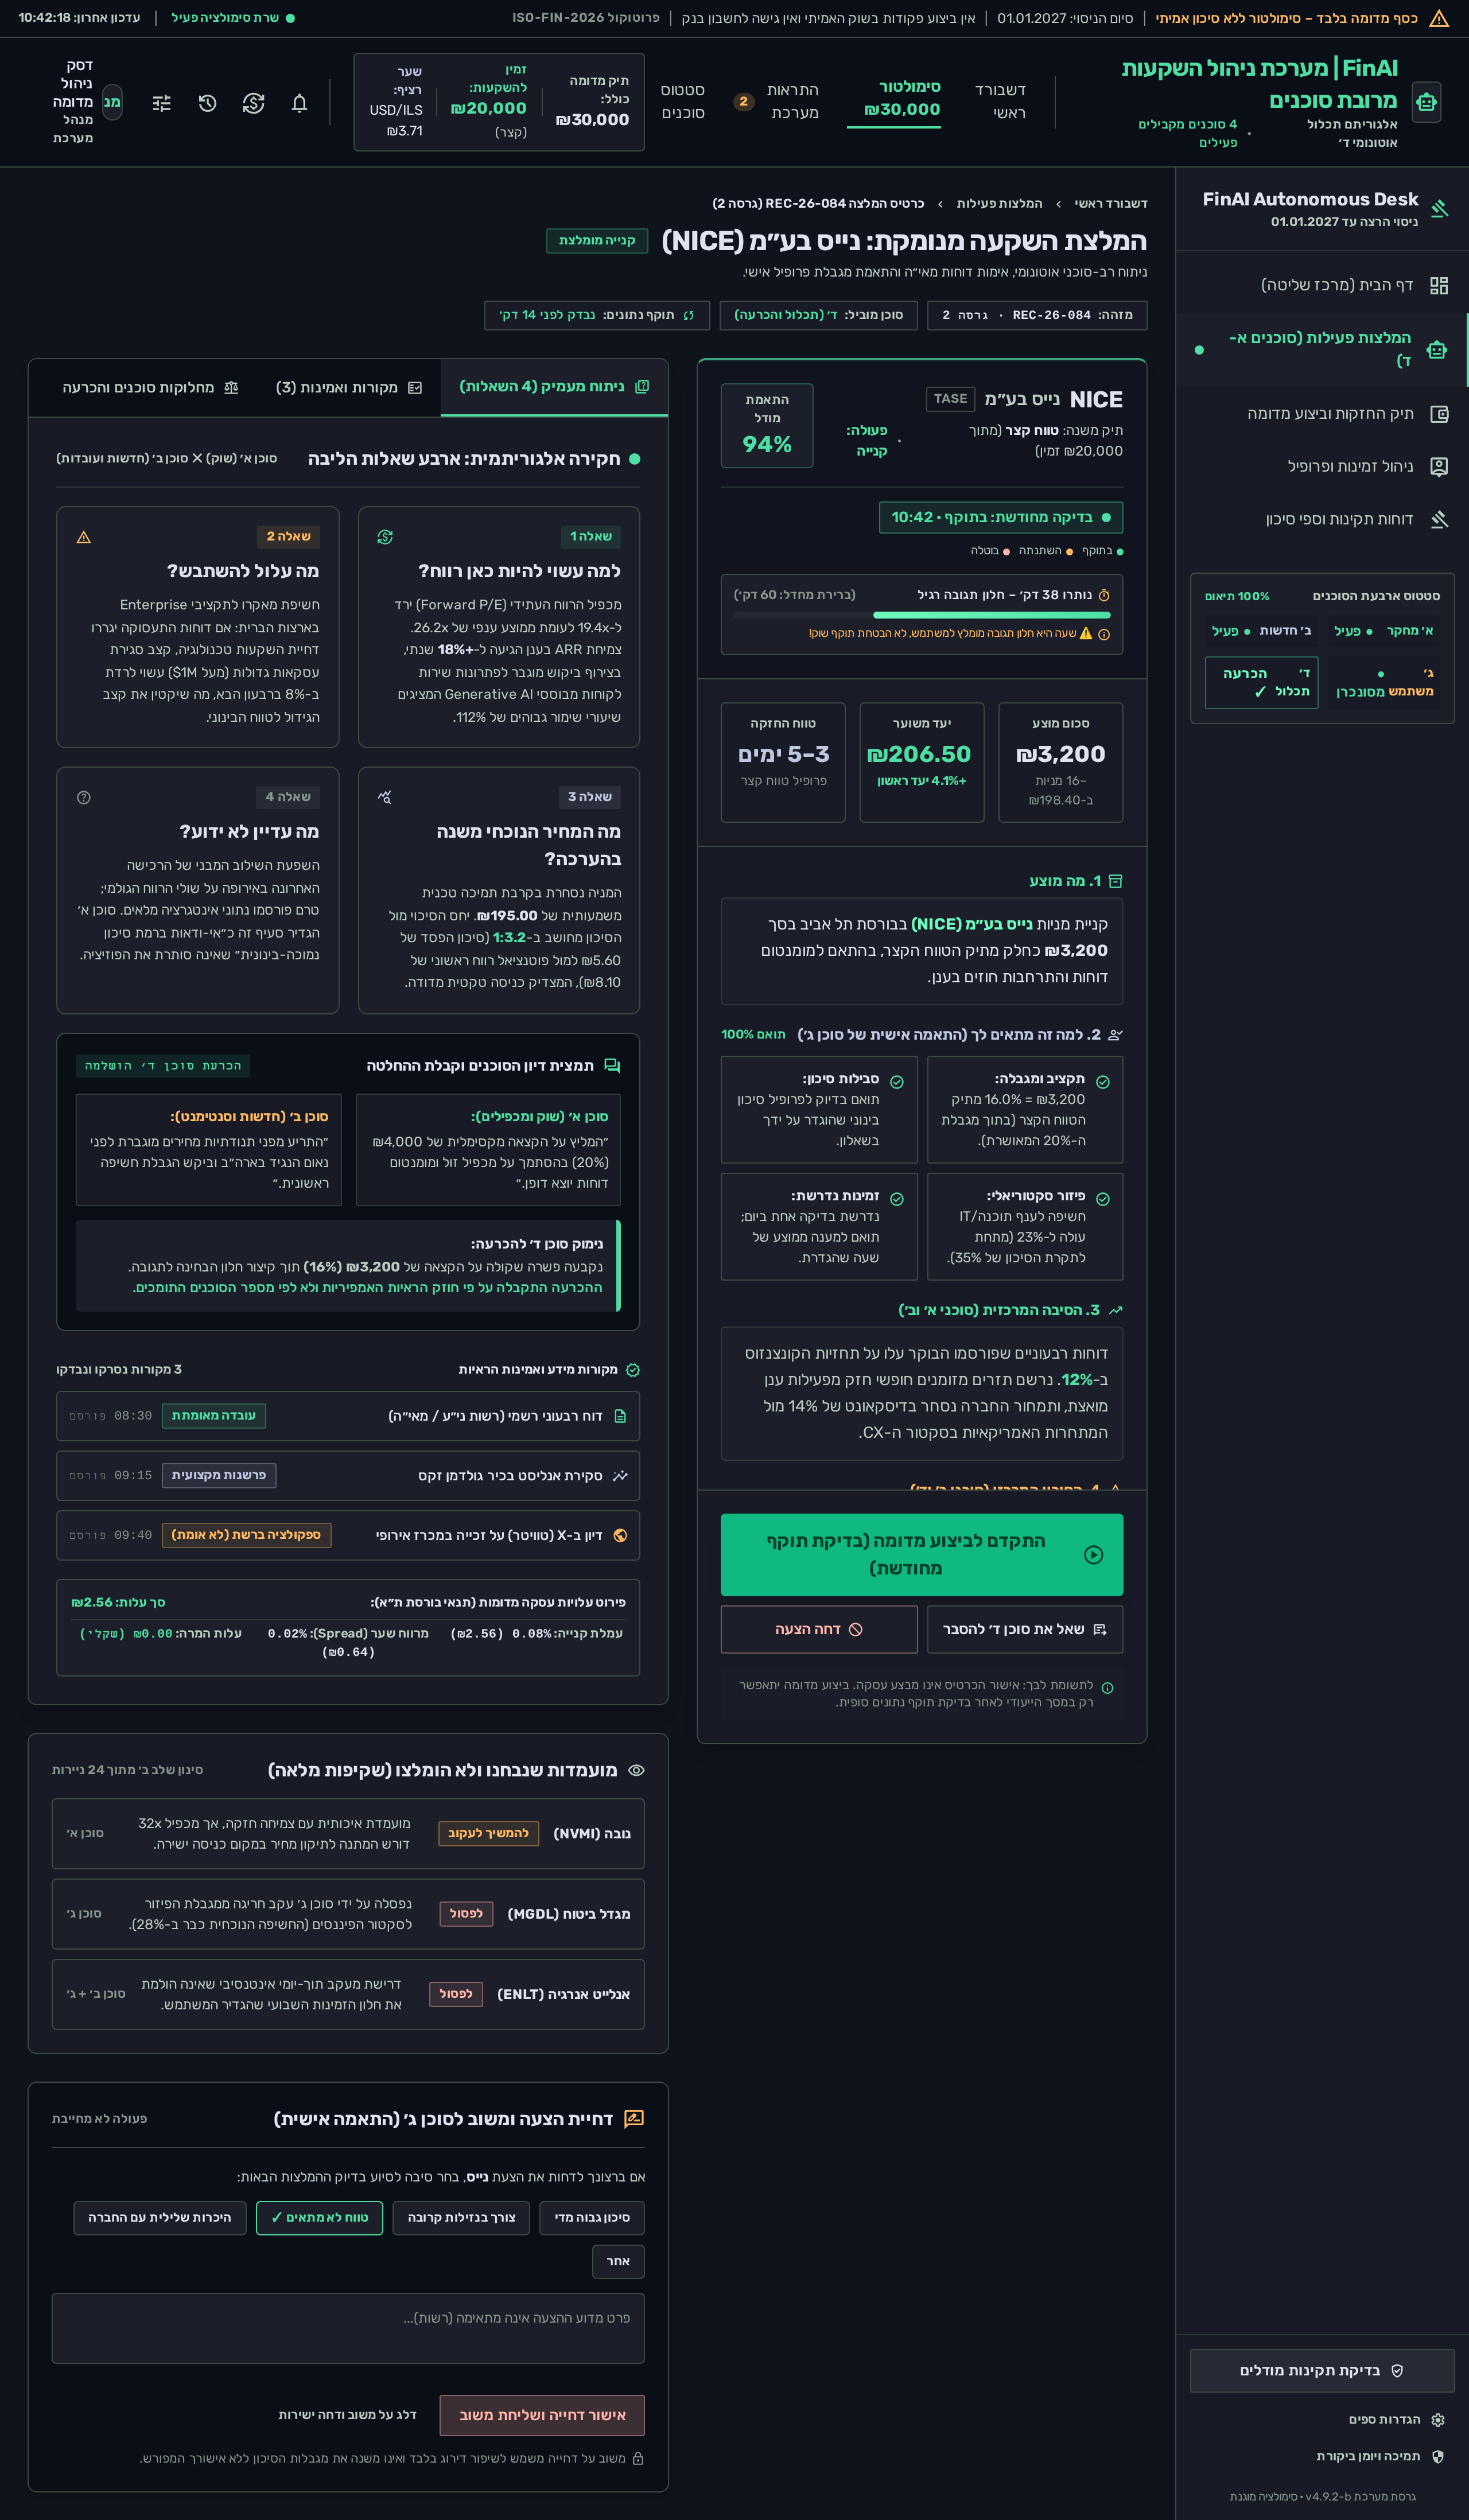 כסף מדומה בלבד – סימולטור ללא סיכון אמיתי | סיום הניסוי: 01.01.2027 | אין ביצוע פקודות בשוק האמיתי ואין גישה לחשבון בנק | פרוטוקול ISO-FIN-2026
שרת סימולציה פעיל | עדכון אחרון: 10:42:18
FinAI | מערכת ניהול השקעות
מרובת סוכנים
אלגוריתם תכלול
אוטונומי ד׳
•
4 סוכנים מקבילים
פעילים
דשבורד
ראשי
סימולטור
₪30,000
התראות
מערכת
2
סטטוס
סוכנים
תיק מדומה
כולל:
₪30,000
זמין
להשקעות:
₪20,000
(קצר)
שער
רציף:
USD/ILS
₪3.71
מנ
דסק
ניהול
מדומה
מנהל
מערכת
FinAI Autonomous Desk
ניסוי הרצה עד 01.01.2027
דף הבית (מרכז שליטה)
המלצות פעילות (סוכנים א-
ד)
תיק החזקות וביצוע מדומה
ניהול זמינות ופרופיל
דוחות תקינות וספי סיכון
סטטוס ארבעת הסוכנים
100% תיאום
א׳ מחקר
פעיל
ב׳ חדשות
פעיל
ג׳
משתמש
מסונכרן
ד׳
תכלול
הכרעה
✓
בדיקת תקינות מודלים
הגדרות ספים
תמיכה ויומן ביקורת
גרסת מערכת v4.9.2-b • סימולציה מוגנת
דשבורד ראשי › המלצות פעילות › כרטיס המלצה REC-26-084 (גרסה 2)
המלצת השקעה מנומקת: נייס בע״מ (NICE)
קנייה מומלצת
ניתוח רב-סוכני אוטונומי, אימות דוחות מאי״ה והתאמת מגבלת פרופיל אישי.
מזהה: REC-26-084 · גרסה 2
סוכן מוביל: ד׳ (תכלול והכרעה)
תוקף נתונים: נבדק לפני 14 דק׳
NICE נייס בע״מ TASE
תיק משנה: טווח קצר (מתוך
₪20,000 זמין)
•
פעולה:
קנייה
התאמת
מודל
94%
בדיקה מחודשת: בתוקף • 10:42
בתוקף
השתנתה
בוטלה
נותרו 38 דק׳ – חלון תגובה רגיל
(ברירת מחדל: 60 דק׳)
⚠️ שעה היא חלון תגובה מומלץ למשתמש, לא הבטחת תוקף שוק!
סכום מוצע
₪3,200
~16 מניות
ב-₪198.40
יעד משוער
₪206.50
+4.1% יעד ראשון
טווח החזקה
3–5 ימים
פרופיל טווח קצר
1. מה מוצע
קניית מניות נייס בע״מ (NICE) בבורסת תל אביב בסך
₪3,200 כחלק מתיק הטווח הקצר, בהתאם למומנטום
דוחות והתרחבות חוזים בענן.
2. למה זה מתאים לך (התאמה אישית של סוכן ג׳)
תואם 100%
תקציב ומגבלה:
₪3,200 = 16.0% מתיק
הטווח הקצר (בתוך מגבלת
ה-20% המאושרת).
סבילות סיכון:
תואם בדיוק לפרופיל סיכון
בינוני שהוגדר על ידך
בשאלון.
פיזור סקטוריאלי:
חשיפה לענף תוכנה/IT
עולה ל-23% (מתחת
לתקרת הסיכון של 35%).
זמינות נדרשת:
נדרשת בדיקה אחת ביום;
תואם למענה ממוצע של
שעה שהגדרת.
3. הסיבה המרכזית (סוכני א׳ וב׳)
דוחות רבעוניים שפורסמו הבוקר עלו על תחזיות הקונצנזוס
ב-12%. נרשם תזרים מזומנים חופשי חזק מפעילות ענן
מואצת, ותמחור החברה נסחר בדיסקאונט של 14% מול
המתחרות האמריקאיות בסקטור ה-CX.
התקדם לביצוע מדומה (בדיקת תוקף
מחודשת)
שאל את סוכן ד׳ להסבר
דחה הצעה
לתשומת לבך: אישור הכרטיס אינו מבצע עסקה. ביצוע מדומה יתאפשר
רק במסך הייעודי לאחר בדיקת תוקף נתונים סופית.
ניתוח מעמיק (4 השאלות)
מקורות ואמינות (3)
מחלוקות סוכנים והכרעה
חקירה אלגוריתמית: ארבע שאלות הליבה
סוכן א׳ (שוק) ✕ סוכן ב׳ (חדשות ועובדות)
שאלה 1
למה עשוי להיות כאן רווח?
מכפיל הרווח העתידי (Forward P/E) ירד
ל-19.4x לעומת ממוצע ענפי של 26.2x.
צמיחת ARR בענן הגיעה ל-+18% שנתי,
בצירוף ביקוש מוגבר לפתרונות שירות
לקוחות מבוססי Generative AI המציגים
שיעורי שימור גבוהים של 112%.
שאלה 2
מה עלול להשתבש?
חשיפת מאקרו לתקציבי Enterprise
בארצות הברית: אם דוחות התעסוקה יגררו
דחיית השקעות טכנולוגיה, קצב סגירת
עסקאות גדולות (מעל $1M) עשוי לרדת
ב-8% ברבעון הבא, מה שיקטין את קצב
הגידול לטווח הבינוני.
שאלה 3
מה המחיר הנוכחי משנה
בהערכה?
המניה נסחרת בקרבת תמיכה טכנית
משמעותית של ₪195.00. יחס הסיכוי מול
הסיכון מחושב ב-1:3.2 (סיכון הפסד של
₪5.60 למול פוטנציאל רווח ראשוני של
₪8.10), המצדיק כניסה טקטית מדודה.
שאלה 4
מה עדיין לא ידוע?
השפעת השילוב המבני של הרכישה
האחרונה באירופה על שולי הרווח הגולמי;
טרם פורסמו נתוני אינטגרציה מלאים. סוכן א׳
הגדיר סעיף זה כ״אי-ודאות ברמת סיכון
נמוכה-בינונית״ שאינה סותרת את הפוזיציה.
תמצית דיון הסוכנים וקבלת ההחלטה
הכרעת סוכן ד׳ הושלמה
סוכן א׳ (שוק ומכפילים):
״המליץ על הקצאה מקסימלית של ₪4,000
(20%) בהסתמך על מכפיל זול ומומנטום
דוחות יוצא דופן.״
סוכן ב׳ (חדשות וסנטימנט):
״התריע מפני תנודתיות מחירים מוגברת לפני
נאום הנגיד בארה״ב וביקש הגבלת חשיפה
ראשונית.״
נימוק סוכן ד׳ להכרעה:
נקבעה פשרה שקולה על הקצאה של ₪3,200 (16%) תוך קיצור חלון הבחינה לתגובה.
ההכרעה התקבלה על פי חוזק הראיות האמפיריות ולא לפי מספר הסוכנים התומכים.
מקורות מידע ואמינות הראיות
3 מקורות נסרקו ונבדקו
דוח רבעוני רשמי (רשות ני״ע / מאי״ה)
עובדה מאומתת
08:30 פורסם
סקירת אנליסט בכיר גולדמן זקס
פרשנות מקצועית
09:15 פורסם
דיון ב-X (טוויטר) על זכייה במכרז אירופי
ספקולציה ברשת (לא אומת)
09:40 פורסם
פירוט עלויות עסקה מדומות (תנאי בורסת ת״א):
סך עלות: ₪2.56
עמלת קנייה: 0.08% (₪2.56)
מרווח שער (Spread): 0.02%
(₪0.64)
עלות המרה: ₪0.00 (שקלי)
מועמדות שנבחנו ולא הומלצו (שקיפות מלאה)
סינון שלב ב׳ מתוך 24 ניירות
נובה (NVMI)
להמשיך לעקוב
מועמדת איכותית עם צמיחה חזקה, אך מכפיל 32x
דורש המתנה לתיקון מחיר במקום כניסה ישירה.
סוכן א׳
מגדל ביטוח (MGDL)
לפסול
נפסלה על ידי סוכן ג׳ עקב חריגה ממגבלת הפיזור
לסקטור הפיננסים (החשיפה הנוכחית כבר ב-28%).
סוכן ג׳
אנלייט אנרגיה (ENLT)
לפסול
דרישת מעקב תוך-יומי אינטנסיבי שאינה הולמת
את חלון הזמינות השבועי שהגדיר המשתמש.
סוכן ב׳ + ג׳
דחיית הצעה ומשוב לסוכן ג׳ (התאמה אישית)
פעולה לא מחייבת
אם ברצונך לדחות את הצעת נייס, בחר סיבה לסיוע בדיוק ההמלצות הבאות:
סיכון גבוה מדי
צורך בנזילות קרובה
טווח לא מתאים ✓
היכרות שלילית עם החברה
אחר
פרט מדוע ההצעה אינה מתאימה (רשות)...
אישור דחייה ושליחת משוב
דלג על משוב ודחה ישירות
משוב על דחייה משמש לשיפור דירוג בלבד ואינו משנה את מגבלות הסיכון ללא אישורך המפורש.